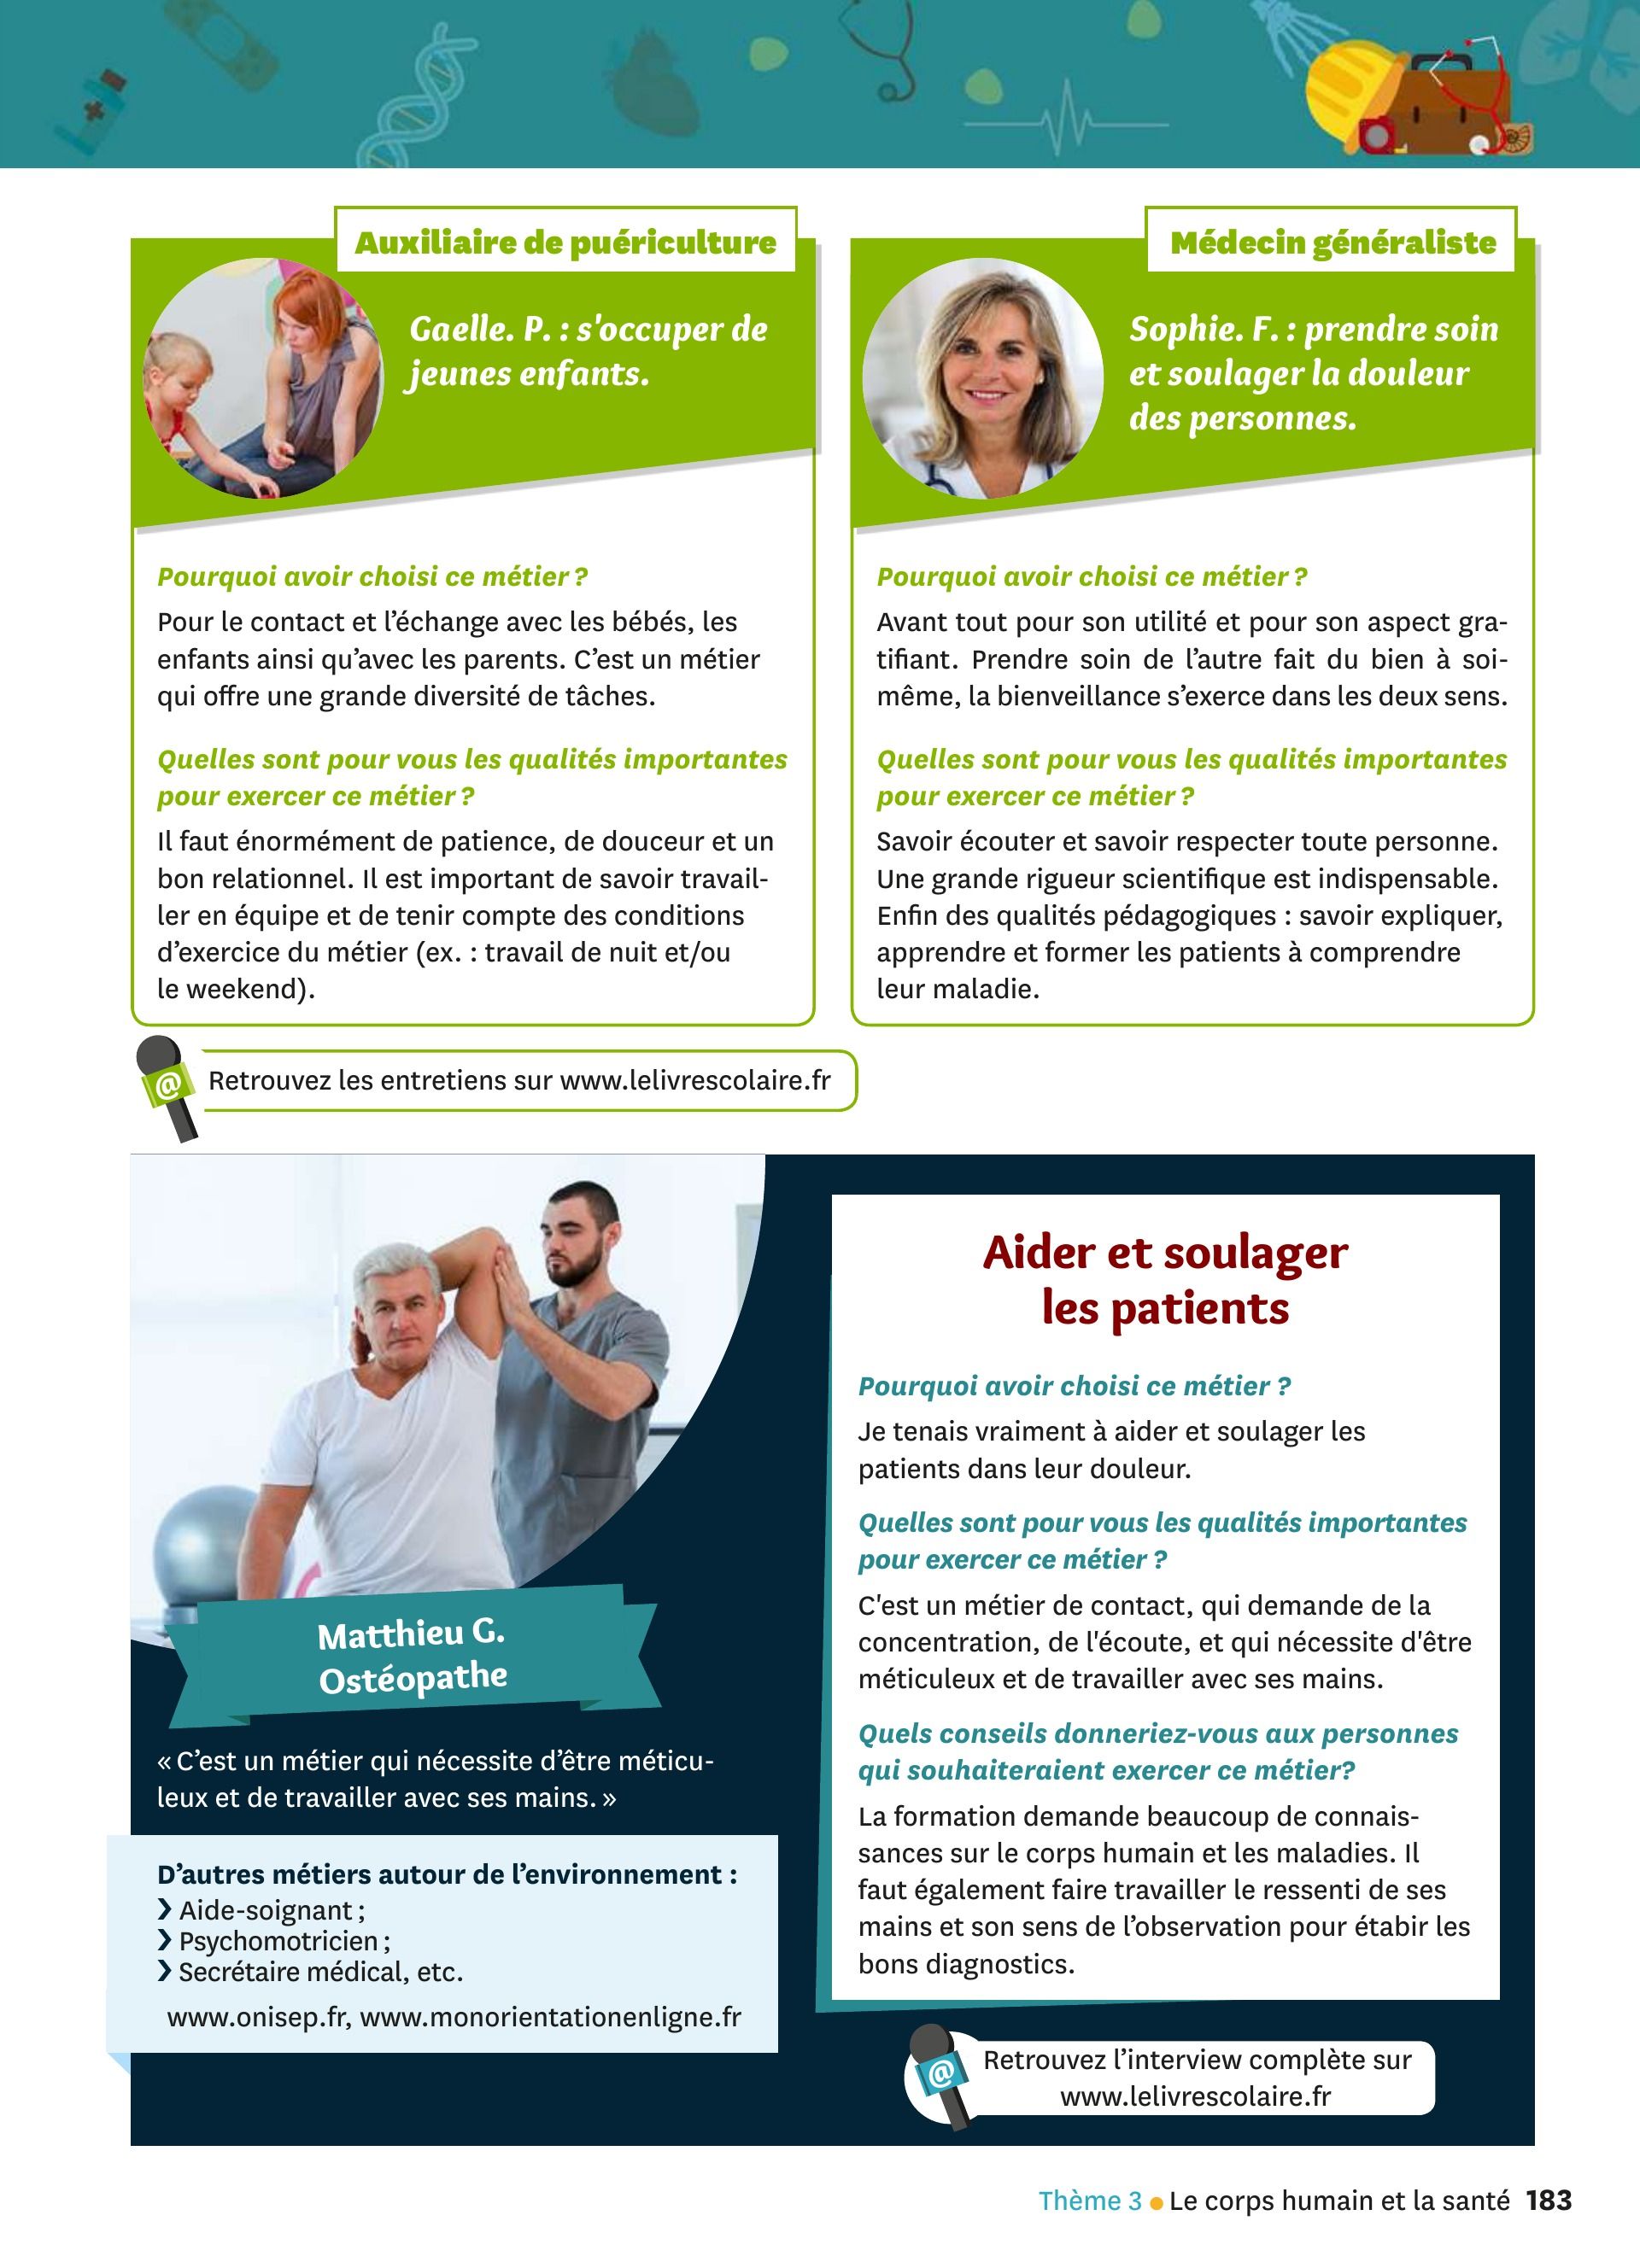 Auxiliaire de puériculture
Gaelle. P. : s'occuper de
jeunes enfants.
Pourquoi avoir choisi ce métier ?
Pour le contact et l’échange avec les bébés, les
enfants ainsi qu’avec les parents. C’est un métier
qui offre une grande diversité de tâches.
Quelles sont pour vous les qualités importantes
pour exercer ce métier ?
Il faut énormément de patience, de douceur et un
bon relationnel. Il est important de savoir travail-
ler en équipe et de tenir compte des conditions
d’exercice du métier (ex. : travail de nuit et/ou
le weekend).
Médecin généraliste
Sophie. F. : prendre soin
et soulager la douleur
des personnes.
Pourquoi avoir choisi ce métier ?
Avant tout pour son utilité et pour son aspect gra-
tifiant. Prendre soin de l’autre fait du bien à soi-
même, la bienveillance s’exerce dans les deux sens.
Quelles sont pour vous les qualités importantes
pour exercer ce métier ?
Savoir écouter et savoir respecter toute personne.
Une grande rigueur scientifique est indispensable.
Enfin des qualités pédagogiques : savoir expliquer,
apprendre et former les patients à comprendre
leur maladie.
@
Retrouvez les entretiens sur www.lelivrescolaire.fr
Matthieu G.
Ostéopathe
« C’est un métier qui nécessite d’être méticu-
leux et de travailler avec ses mains. »
D’autres métiers autour de l’environnement :
❯ Aide-soignant ;
❯ Psychomotricien ;
❯ Secrétaire médical, etc.
www.onisep.fr, www.monorientationenligne.fr
Aider et soulager
les patients
Pourquoi avoir choisi ce métier ?
Je tenais vraiment à aider et soulager les
patients dans leur douleur.
Quelles sont pour vous les qualités importantes
pour exercer ce métier ?
C'est un métier de contact, qui demande de la
concentration, de l'écoute, et qui nécessite d'être
méticuleux et de travailler avec ses mains.
Quels conseils donneriez-vous aux personnes
qui souhaiteraient exercer ce métier?
La formation demande beaucoup de connais-
sances sur le corps humain et les maladies. Il
faut également faire travailler le ressenti de ses
mains et son sens de l’observation pour étabir les
bons diagnostics.
@
Retrouvez l’interview complète sur
www.lelivrescolaire.fr
Thème 3 ● Le corps humain et la santé 183